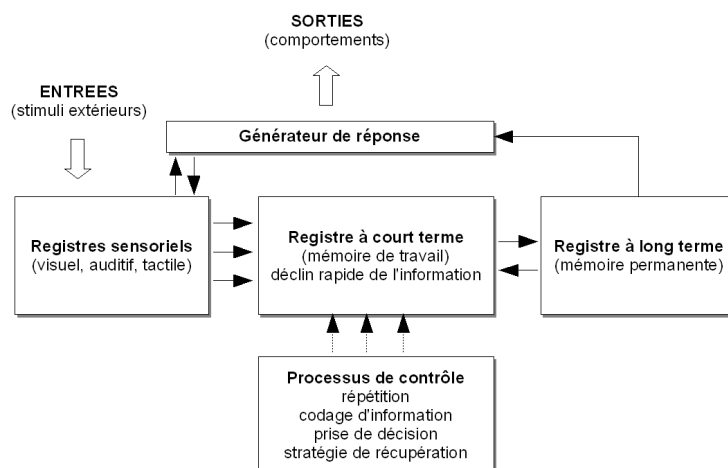 SORTIES
(comportements)
ENTREES
(stimuli extérieurs)
Générateur de réponse
Registres sensoriels
(visuel, auditif, tactile)
Registre à court terme
(mémoire de travail)
déclin rapide de l'information
Registre à long terme
(mémoire permanente)
Processus de contrôle
répétition
codage d'information
prise de décision
stratégie de récupération